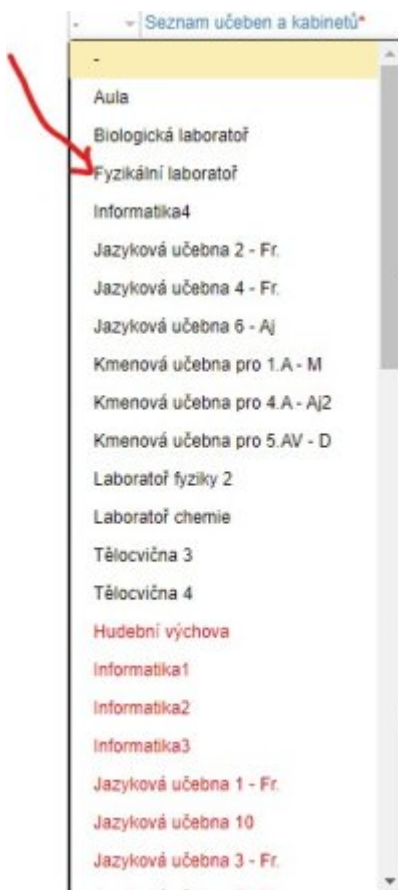 - Seznam učeben a kabinetů*
-
Aula
Biologická laboratoř
Fyzikální laboratoř
Informatika4
Jazyková učebna 2 - Fr.
Jazyková učebna 4 - Fr.
Jazyková učebna 6 - Aj
Kmenová učebna pro 1.A - M
Kmenová učebna pro 4.A - Aj2
Kmenová učebna pro 5.AV - D
Laboratoř fyziky 2
Laboratoř chemie
Tělocvična 3
Tělocvična 4
Hudební výchova
Informatika1
Informatika2
Informatika3
Jazyková učebna 1 - Fr.
Jazyková učebna 10
Jazyková učebna 3 - Fr.